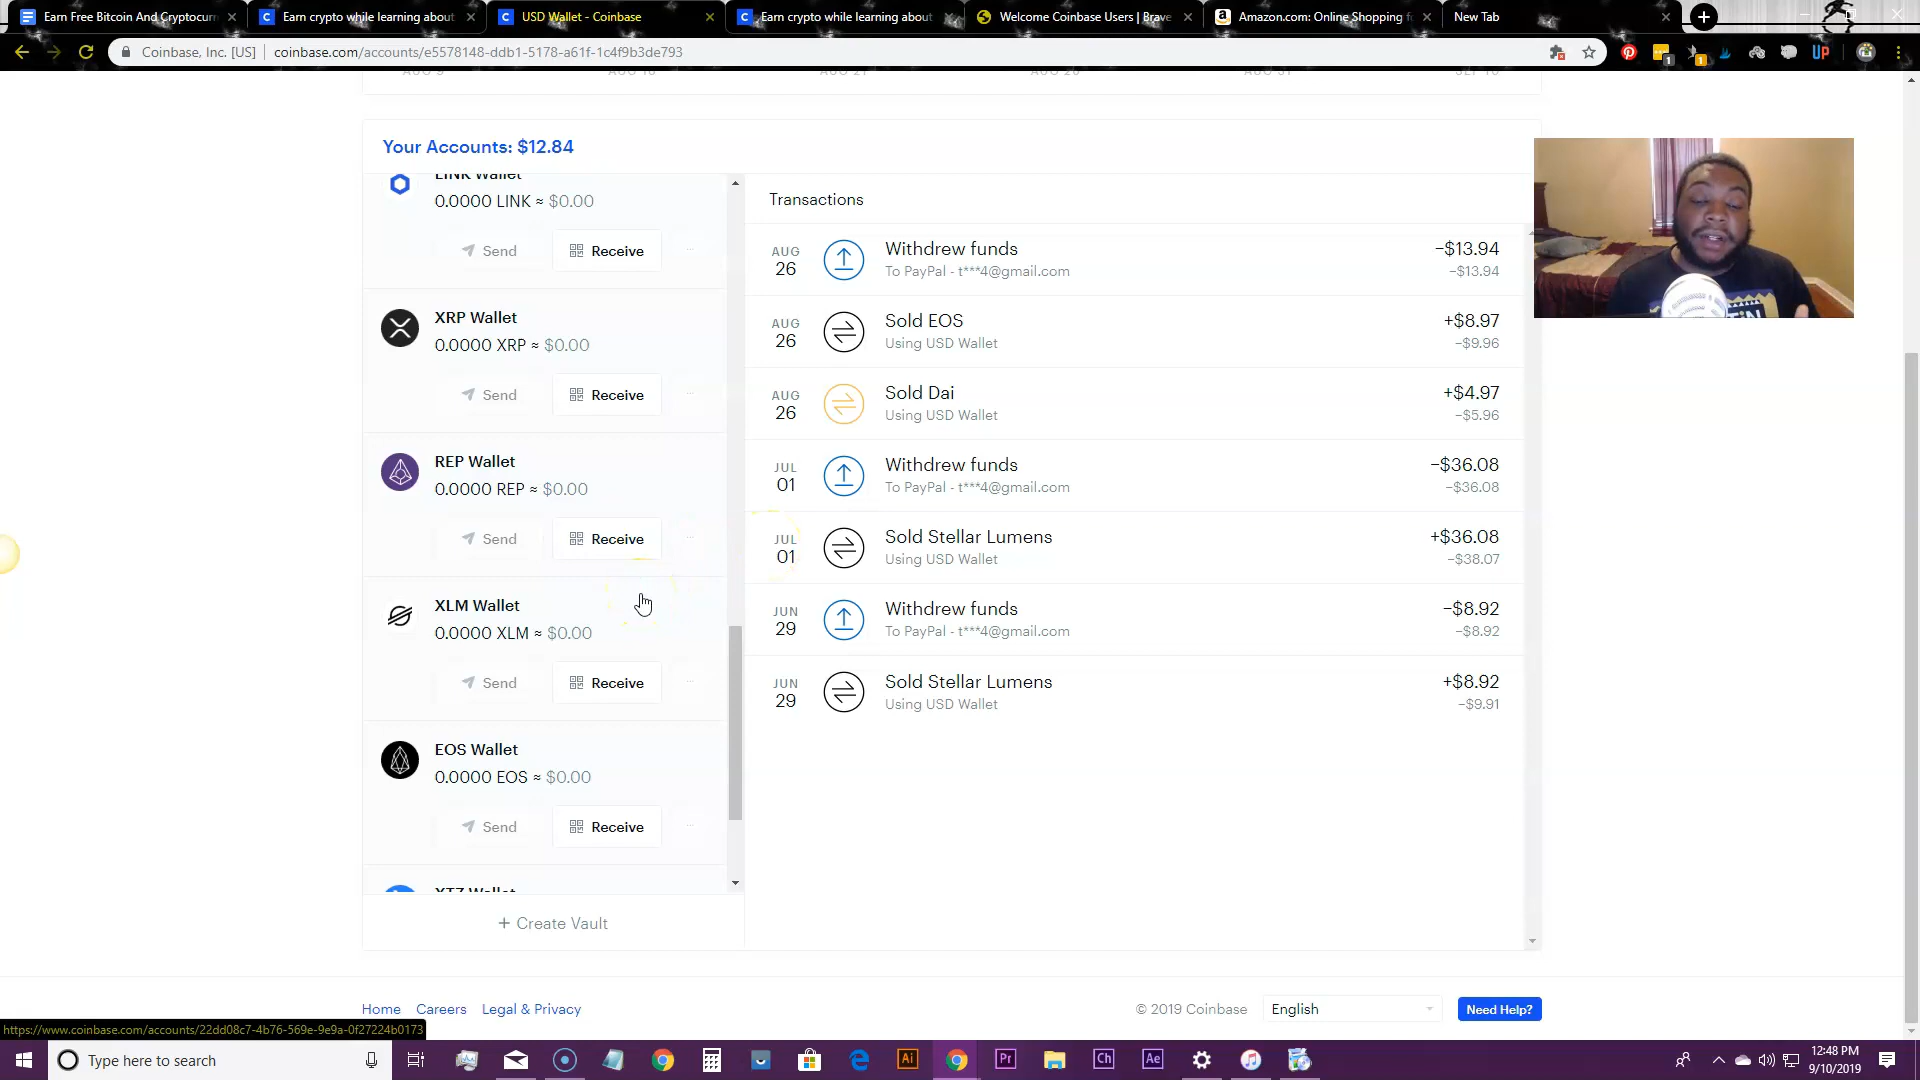 Earn Free Bitcoin And Cryptocurr
Earn crypto while learning about
USD Wallet - Coinbase
Earn crypto while learning about
Welcome Coinbase Users | Brave
Amazon.com: Online Shopping f
New Tab
Coinbase, Inc. [US] | coinbase.com/accounts/e5578148-ddb1-5178-a61f-1c4f9b3de793
UP
Your Accounts: $12.84
LINK Wallet
0.0000 LINK ≈ $0.00
Send
Receive
XRP Wallet
0.0000 XRP ≈ $0.00
Send
Receive
REP Wallet
0.0000 REP ≈ $0.00
Send
Receive
XLM Wallet
0.0000 XLM ≈ $0.00
Send
Receive
EOS Wallet
0.0000 EOS ≈ $0.00
Send
Receive
XTZ Wallet
+ Create Vault
Transactions
AUG 26
Withdrew funds
To PayPal - t***4@gmail.com
−$13.94
−$13.94
AUG 26
Sold EOS
Using USD Wallet
+$8.97
−$9.96
AUG 26
Sold Dai
Using USD Wallet
+$4.97
−$5.96
JUL 01
Withdrew funds
To PayPal - t***4@gmail.com
−$36.08
−$36.08
JUL 01
Sold Stellar Lumens
Using USD Wallet
+$36.08
−$38.07
JUN 29
Withdrew funds
To PayPal - t***4@gmail.com
−$8.92
−$8.92
JUN 29
Sold Stellar Lumens
Using USD Wallet
+$8.92
−$9.91
Home Careers Legal & Privacy
© 2019 Coinbase
English
Need Help?
https://www.coinbase.com/accounts/22dd08c7-4b76-569e-9e9a-0f27224b0173
Type here to search
Ai
Pr
Ch
Ae
12:48 PM
9/10/2019